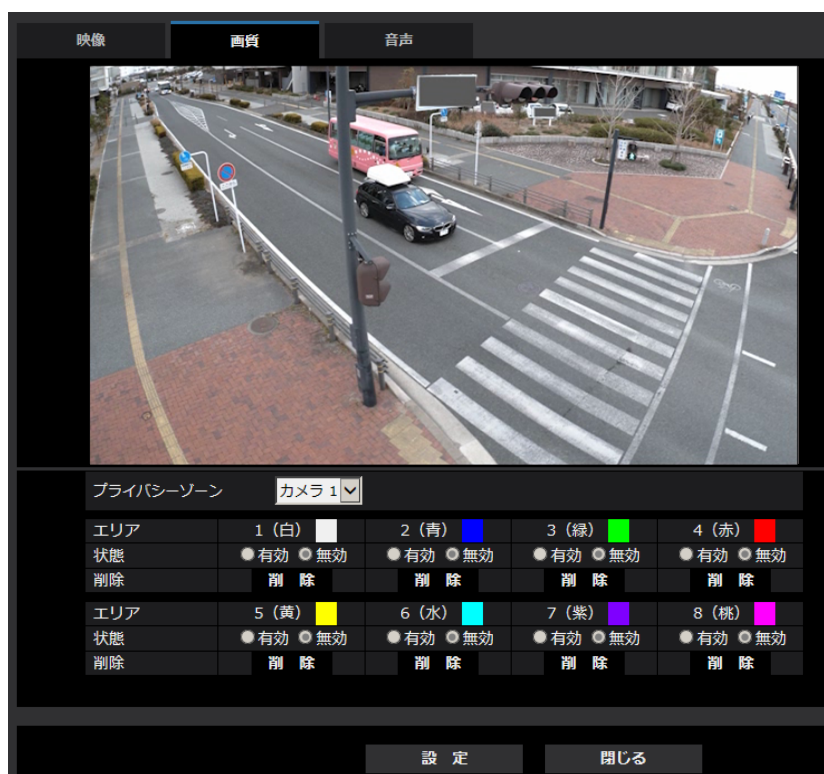 映像 画質 音声
プライバシーゾーン カメラ 1
エリア 1（白） 2（青） 3（緑） 4（赤）
状態 有効 無効 有効 無効 有効 無効 有効 無効
削除 削 除 削 除 削 除 削 除
エリア 5（黄） 6（水） 7（紫） 8（桃）
状態 有効 無効 有効 無効 有効 無効 有効 無効
削除 削 除 削 除 削 除 削 除
設 定 閉じる